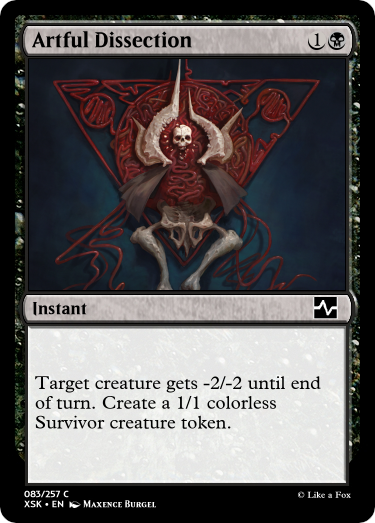 Artful Dissection 1
Instant
Target creature gets -2/-2 until end
of turn. Create a 1/1 colorless
Survivor creature token.
083/257 C
XSK • EN Maxence Burgel
© Like a Fox